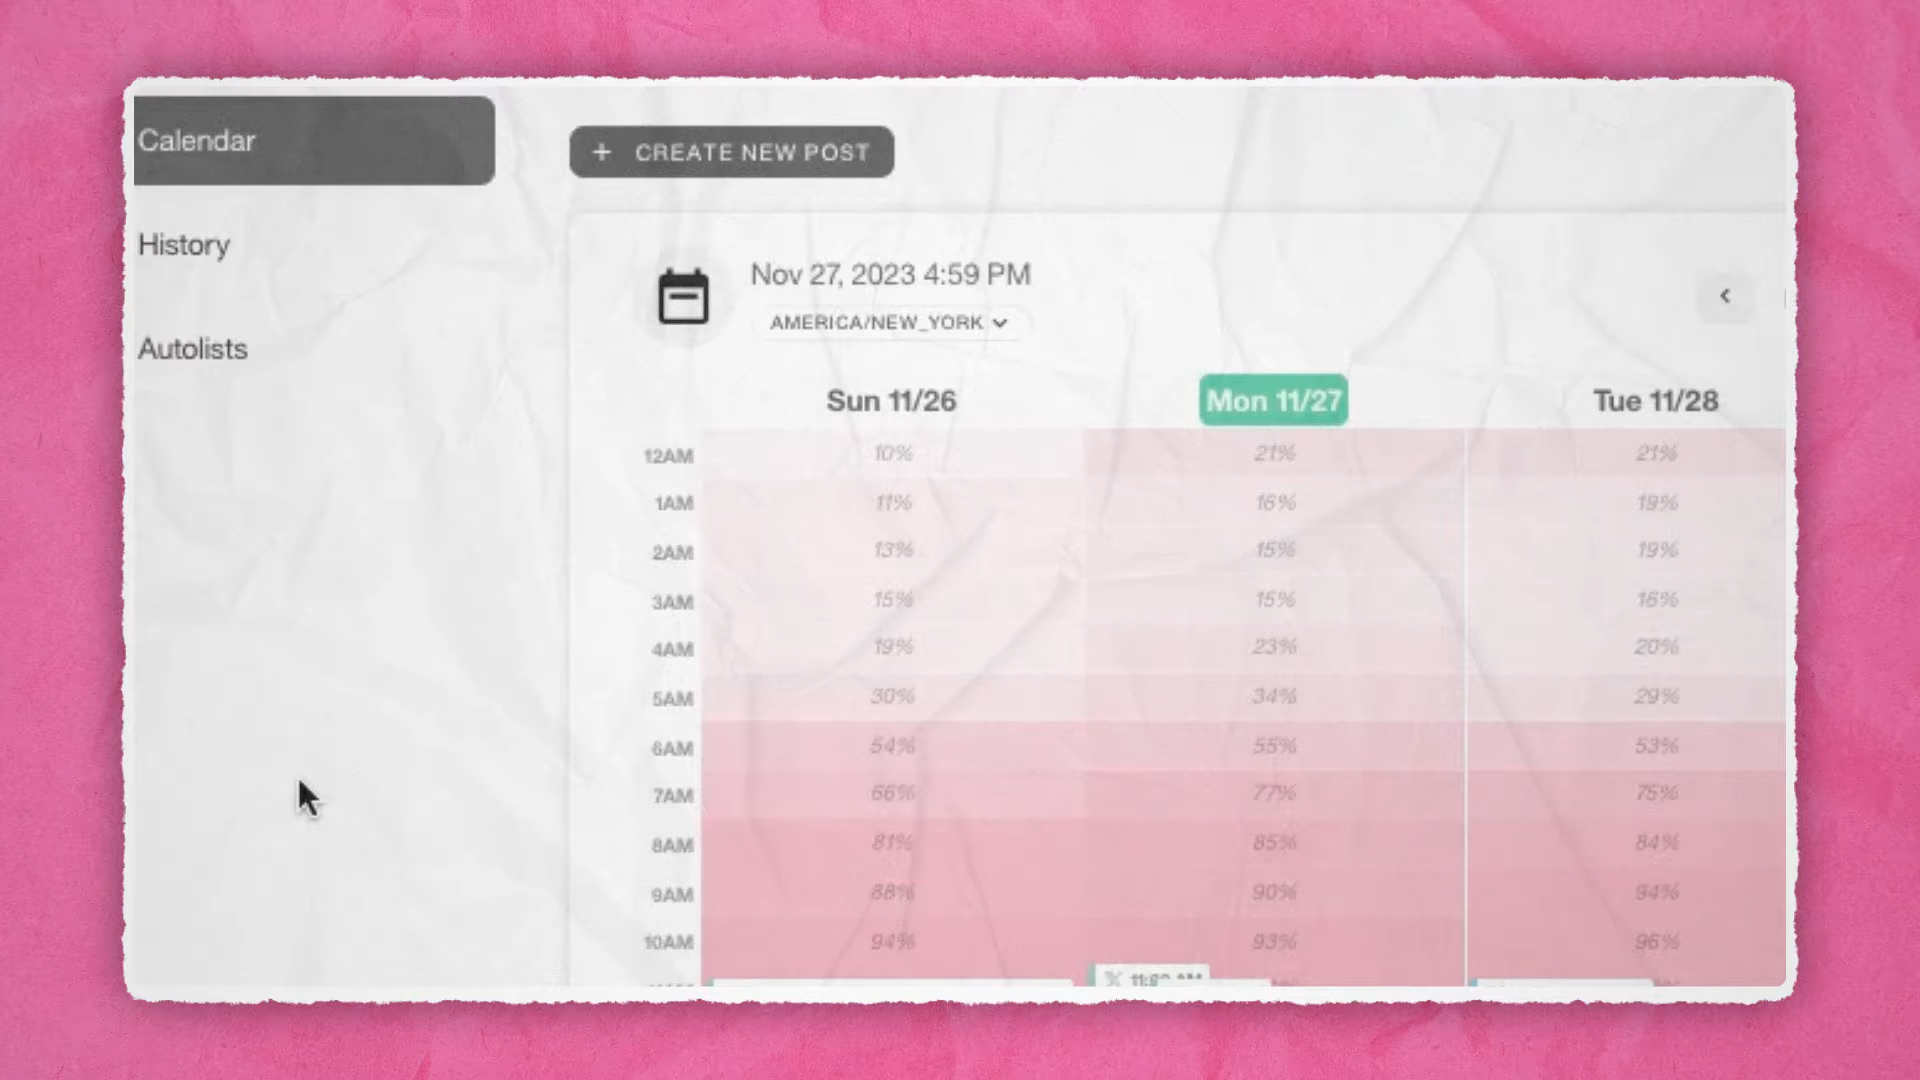 Calendar
+ CREATE NEW POST
History
Nov 27, 2023 4:59 PM
AMERICA/NEW_YORK
Autolists
Sun 11/26 Mon 11/27 Tue 11/28
12AM 10% 21% 21%
1AM 11% 16% 19%
2AM 13% 15% 19%
3AM 15% 15% 16%
4AM 19% 23% 20%
5AM 30% 34% 29%
6AM 54% 55% 53%
7AM 66% 77% 75%
8AM 81% 85% 84%
9AM 88% 90% 94%
10AM 94% 93% 96%